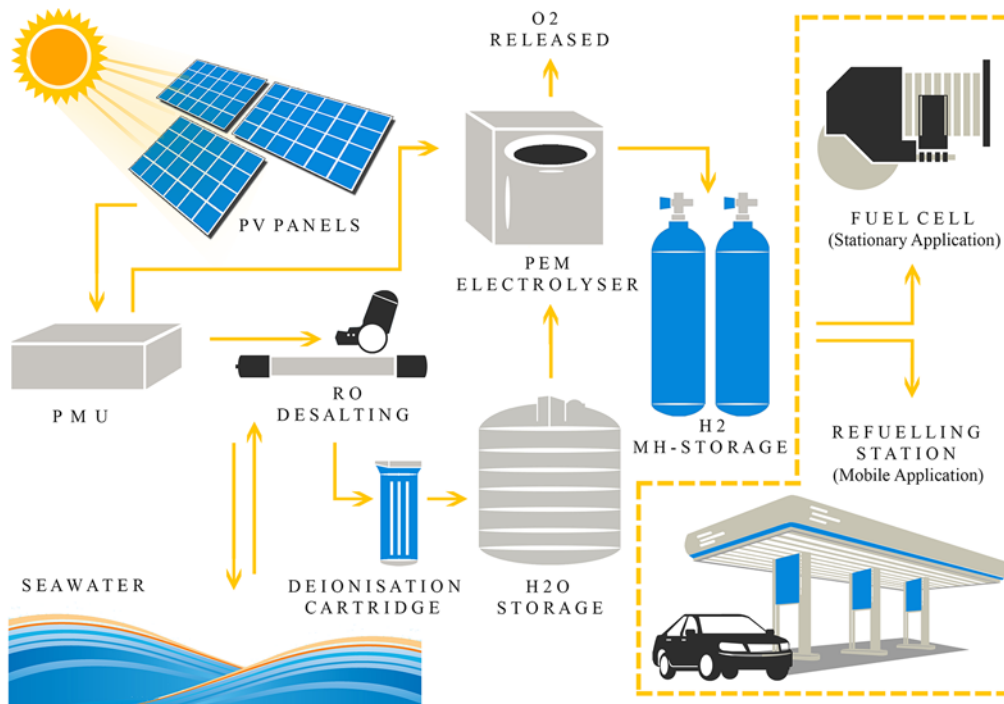 O2
RELEASED
PV PANELS
PEM
ELECTROLYSER
FUEL CELL
(Stationary Application)
PMU
RO
DESALTING
H2
MH-STORAGE
REFUELLING
STATION
(Mobile Application)
SEAWATER
DEIONISATION
CARTRIDGE
H2O
STORAGE